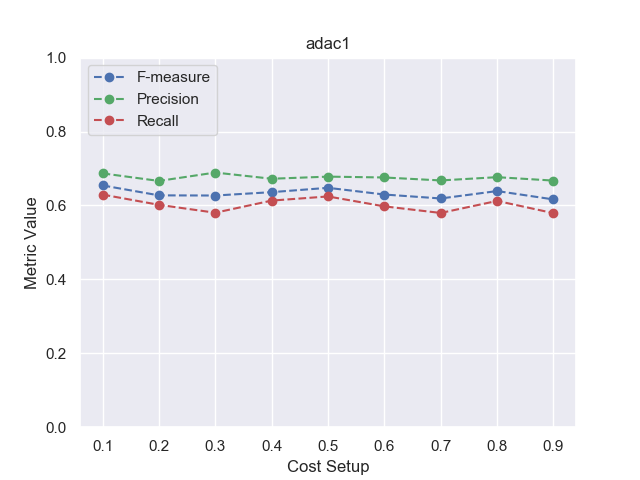 adac1
F-measure
Precision
Recall
Metric Value
1.0
0.8
0.6
0.4
0.2
0.0
0.1 0.2 0.3 0.4 0.5 0.6 0.7 0.8 0.9
Cost Setup